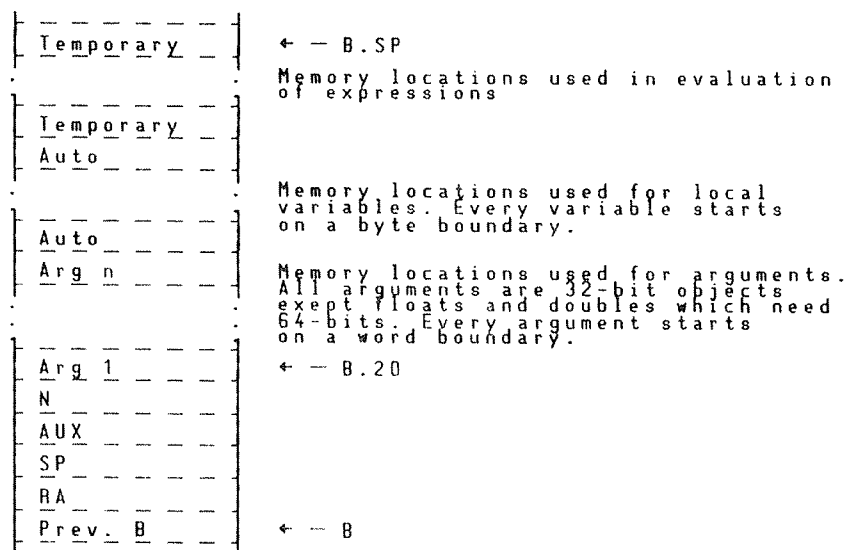 Temporary ← — B.SP
Memory locations used in evaluation
of expressions
Temporary
Auto
Memory locations used for local
variables. Every variable starts
on a byte boundary.
Auto
Arg n
Memory locations used for arguments.
All arguments are 32-bit objects
exept floats and doubles which need
64-bits. Every argument starts
on a word boundary.
Arg 1 ← — B.20
N
AUX
SP
RA
Prev. B ← — B